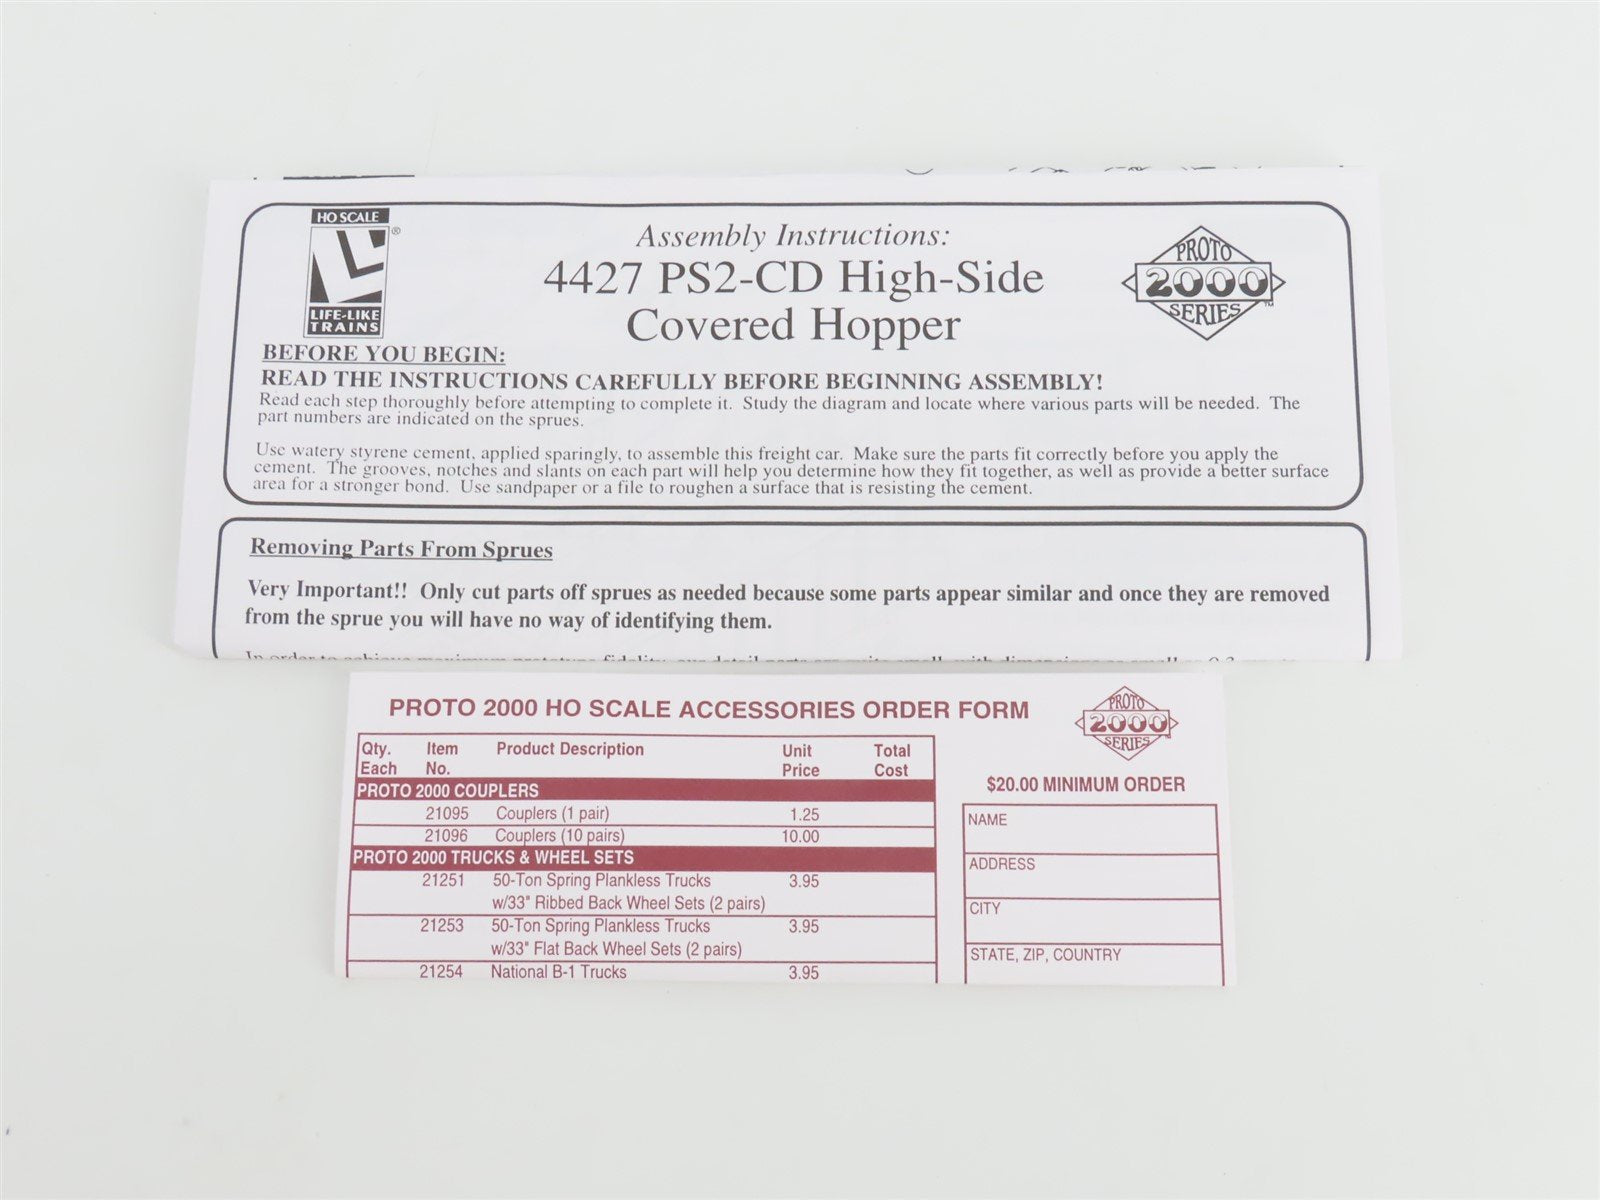 HO SCALE
®
LIFE-LIKE
TRAINS
Assembly Instructions:
4427 PS2-CD High-Side
Covered Hopper
PROTO
2000
SERIES
™
BEFORE YOU BEGIN:
READ THE INSTRUCTIONS CAREFULLY BEFORE BEGINNING ASSEMBLY!
Read each step thoroughly before attempting to complete it. Study the diagram and locate where various parts will be needed. The
part numbers are indicated on the sprues.
Use watery styrene cement, applied sparingly, to assemble this freight car. Make sure the parts fit correctly before you apply the
cement. The grooves, notches and slants on each part will help you determine how they fit together, as well as provide a better surface
area for a stronger bond. Use sandpaper or a file to roughen a surface that is resisting the cement.
Removing Parts From Sprues
Very Important!! Only cut parts off sprues as needed because some parts appear similar and once they are removed
from the sprue you will have no way of identifying them.
PROTO 2000 HO SCALE ACCESSORIES ORDER FORM
PROTO
2000
SERIES
Qty. Item Product Description Unit Total
Each No. Price Cost
PROTO 2000 COUPLERS
21095 Couplers (1 pair) 1.25
21096 Couplers (10 pairs) 10.00
PROTO 2000 TRUCKS & WHEEL SETS
21251 50-Ton Spring Plankless Trucks 3.95
w/33" Ribbed Back Wheel Sets (2 pairs)
21253 50-Ton Spring Plankless Trucks 3.95
w/33" Flat Back Wheel Sets (2 pairs)
21254 National B-1 Trucks 3.95
$20.00 MINIMUM ORDER
NAME
ADDRESS
CITY
STATE, ZIP, COUNTRY